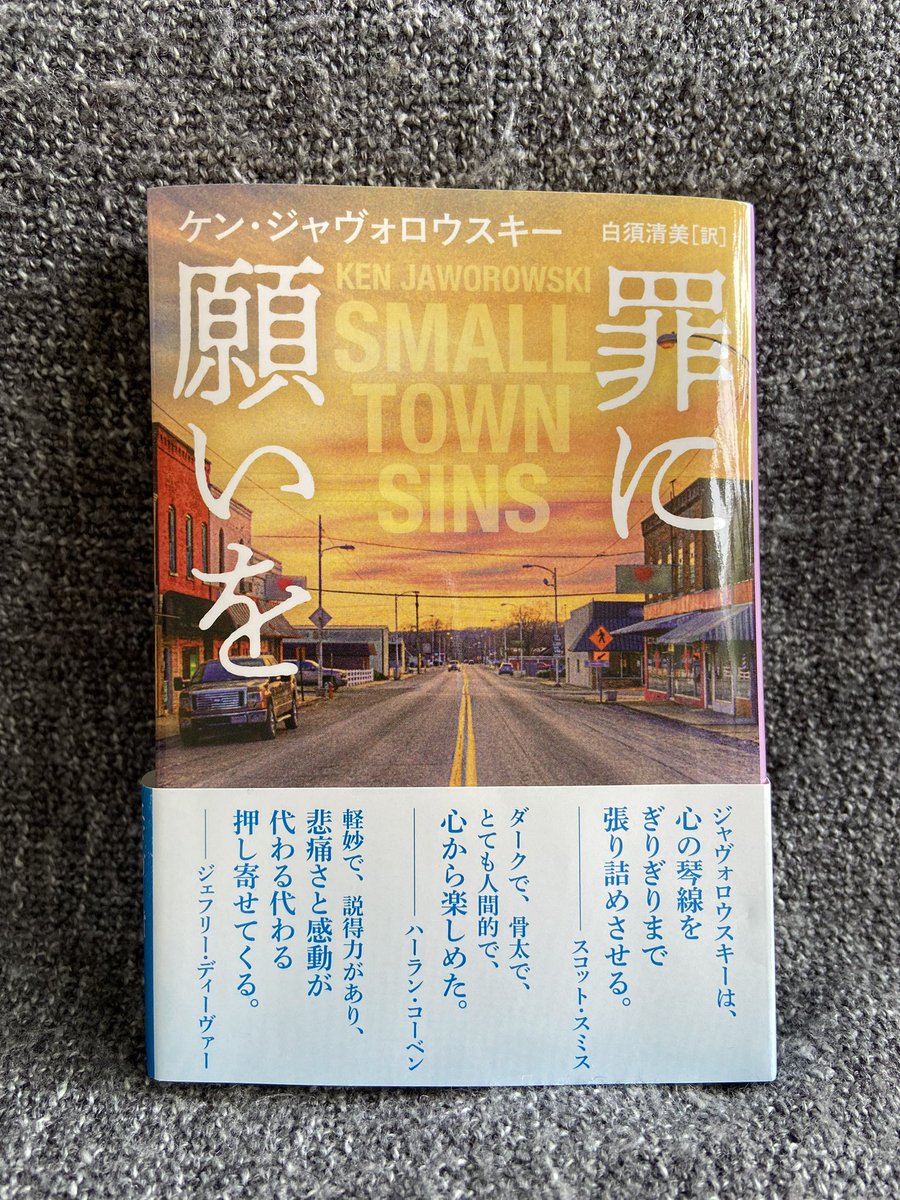 ケン・ジャヴォロウスキー
白須清美[訳]
KEN JAWOROWSKI
SMALL
TOWN
SINS
罪に
願いを
ジャヴォロウスキーは、
心の琴線を
ぎりぎりまで
張り詰めさせる。
——スコット・スミス
ダークで、骨太で、
とても人間的で、
心から楽しめた。
——ハーラン・コーベン
軽妙で、説得力があり、
悲痛さと感動が
代わる代わる
押し寄せてくる。
——ジェフリー・ディーヴァー